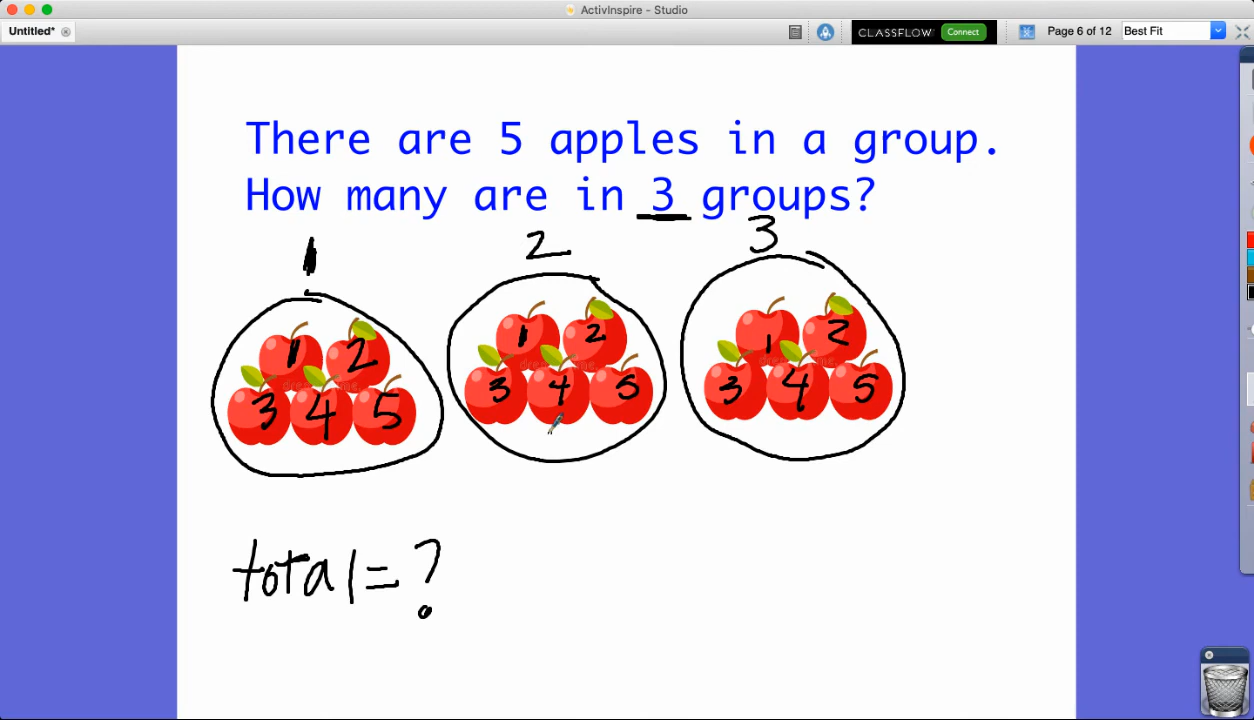 ActivInspire - Studio
Untitled*
CLASSFLOW Connect
Page 6 of 12
Best Fit
There are 5 apples in a group.
How many are in 3 groups?
1 2 3
1 2 1 2 1 2
3 4 5 3 4 5 3 4 5
total = ?